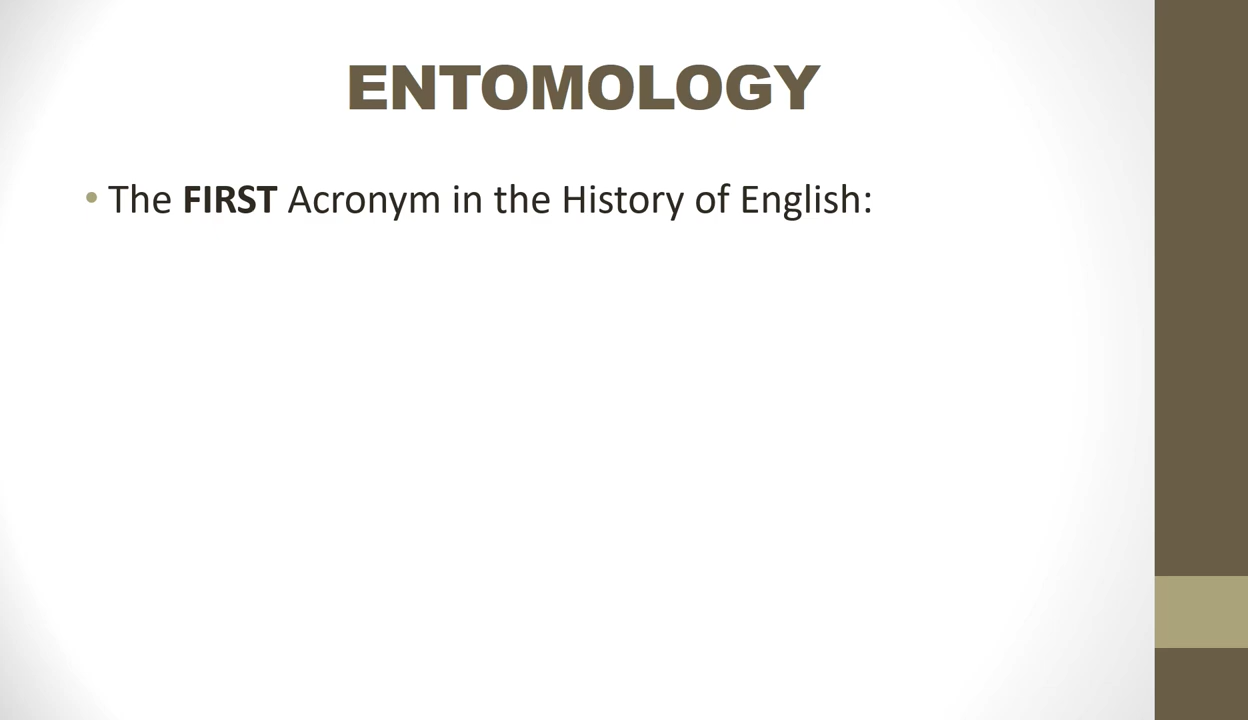 ENTOMOLOGY
• The FIRST Acronym in the History of English: